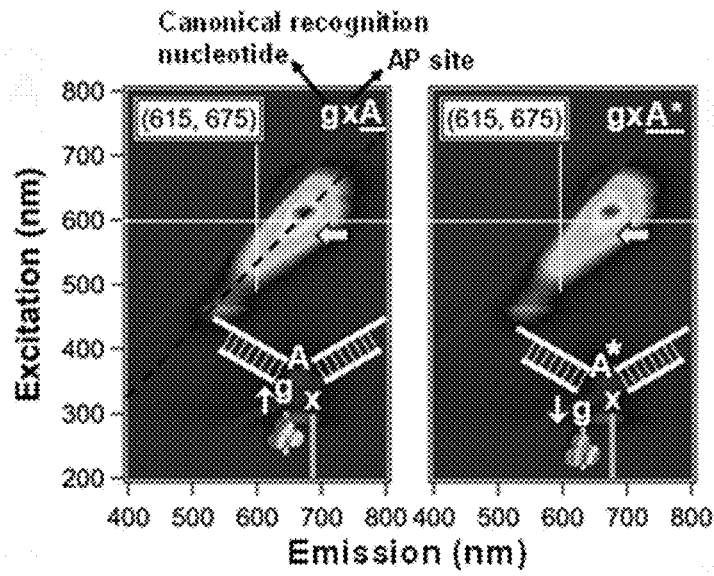 Canonical recognition
nucleotide AP site
(615, 675) gxA
(615, 675) gxA*
Excitation (nm)
800
700
600
500
400
300
200
A
↑g x
A*
↓g x
400 500 600 700 800
400 500 600 700 800
Emission (nm)